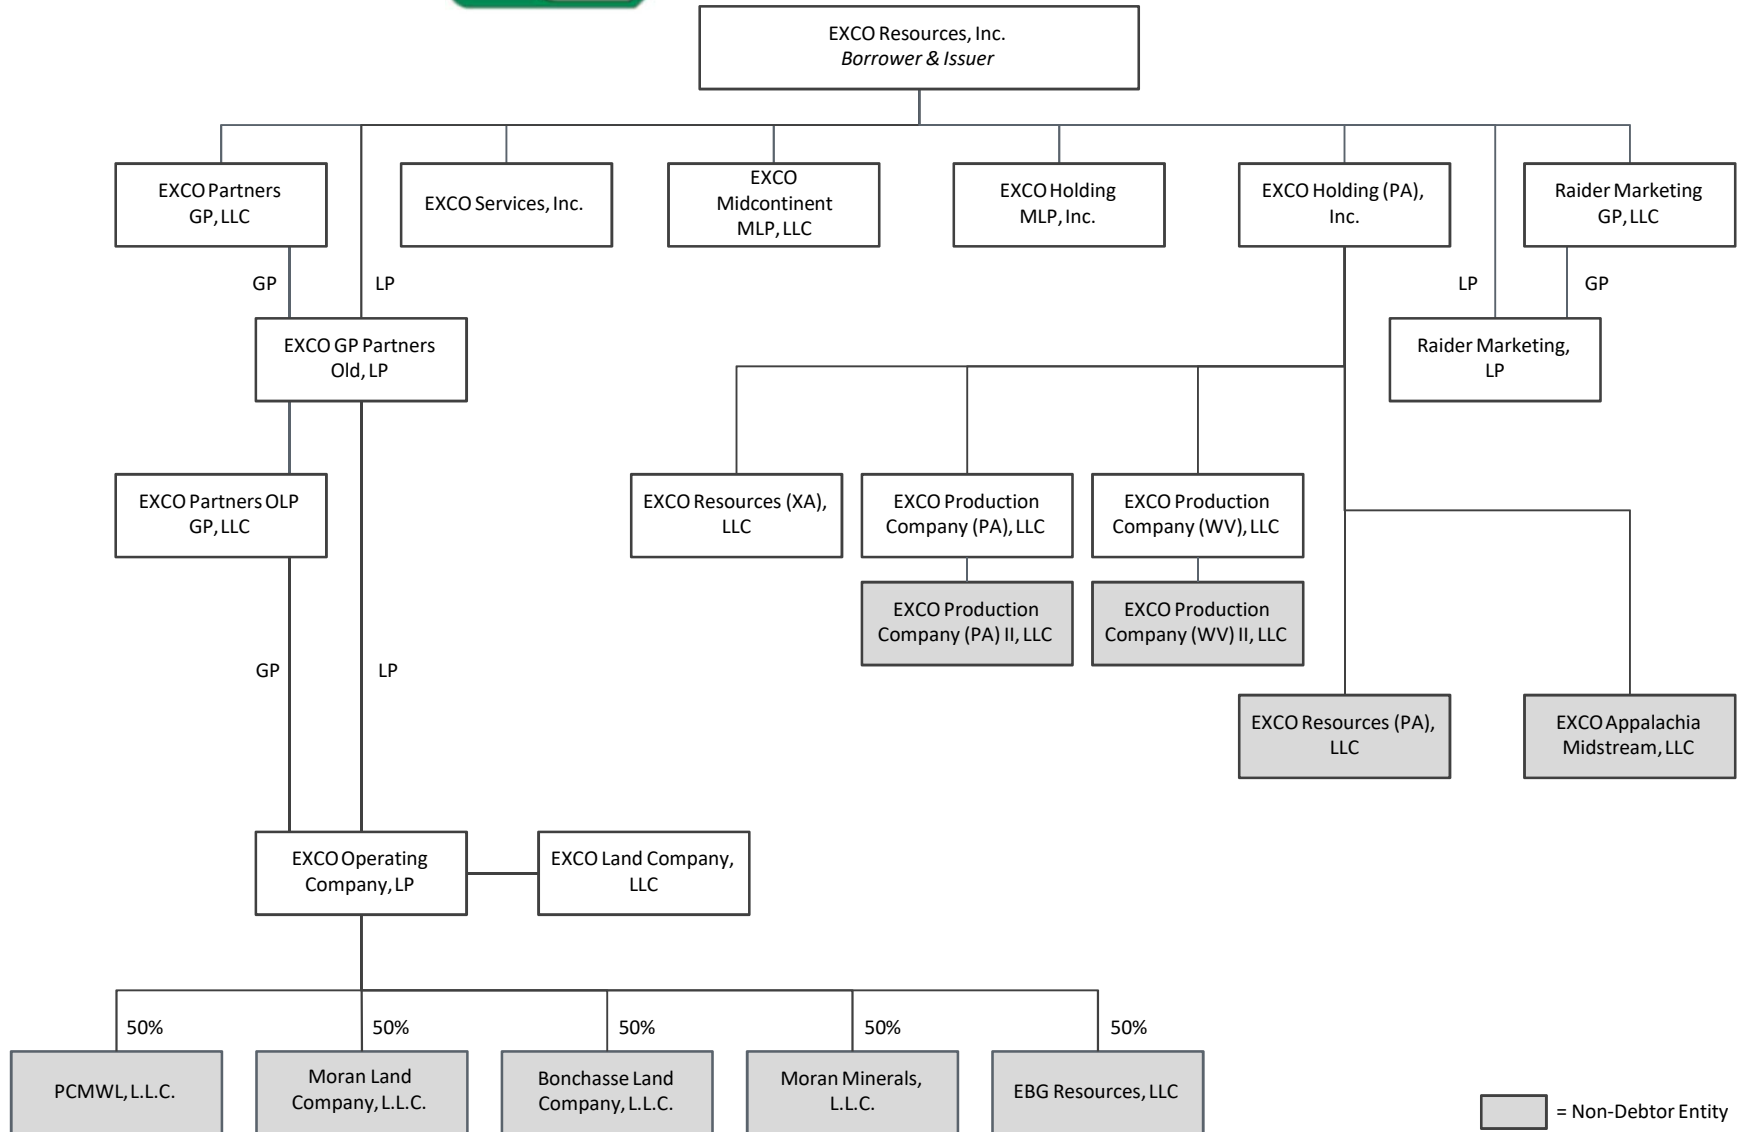 EXCO Resources, Inc.
Borrower & Issuer
EXCO Partners
GP, LLC
EXCO Services, Inc.
EXCO
Midcontinent
MLP, LLC
EXCO Holding
MLP, Inc.
EXCO Holding (PA),
Inc.
Raider Marketing
GP, LLC
GP
LP
LP
GP
EXCO GP Partners
Old, LP
Raider Marketing,
LP
EXCO Partners OLP
GP, LLC
EXCO Resources (XA),
LLC
EXCO Production
Company (PA), LLC
EXCO Production
Company (WV), LLC
EXCO Production
Company (PA) II, LLC
EXCO Production
Company (WV) II, LLC
GP
LP
EXCO Resources (PA),
LLC
EXCO Appalachia
Midstream, LLC
EXCO Operating
Company, LP
EXCO Land Company,
LLC
50%
50%
50%
50%
50%
PCMWL, L.L.C.
Moran Land
Company, L.L.C.
Bonchasse Land
Company, L.L.C.
Moran Minerals,
L.L.C.
EBG Resources, LLC
= Non-Debtor Entity